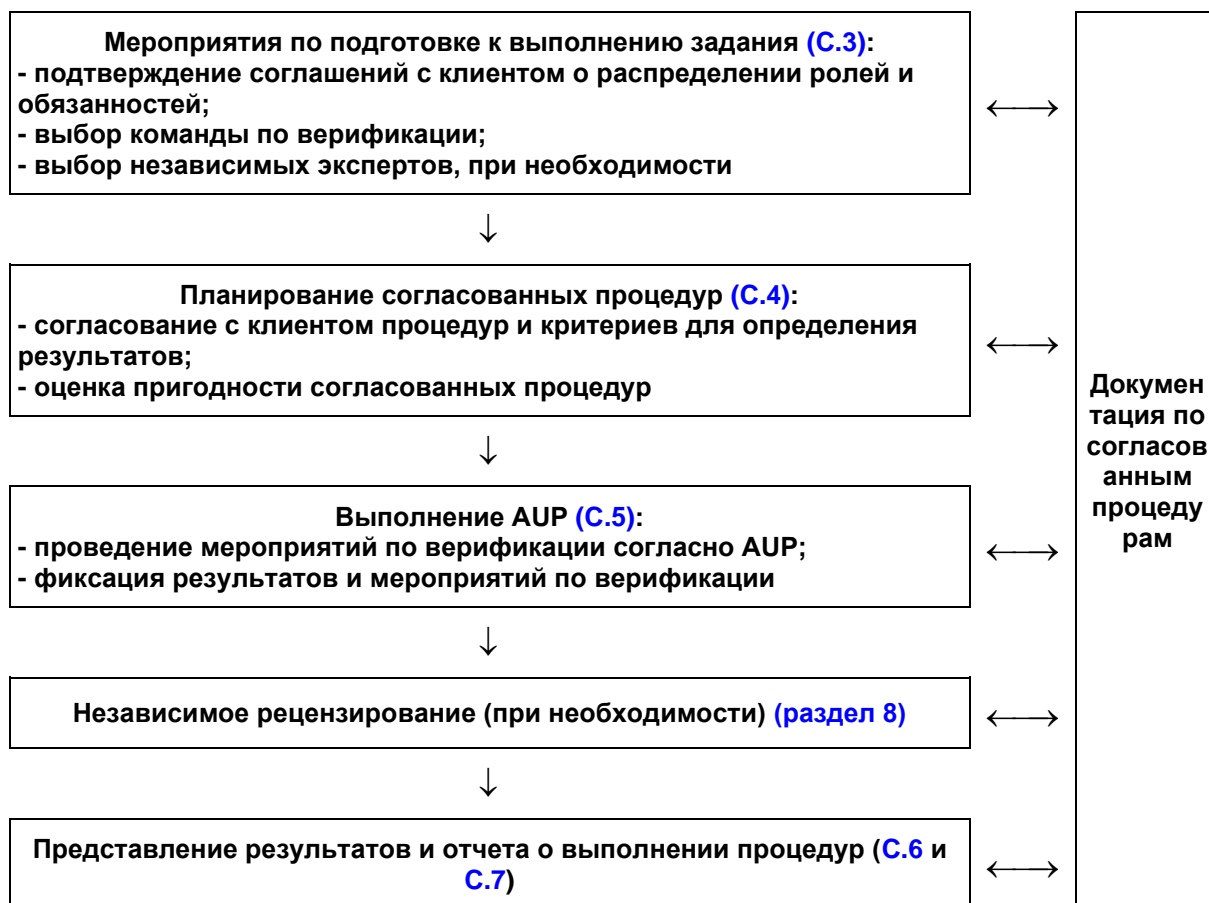 Мероприятия по подготовке к выполнению задания (C.3):
- подтверждение соглашений с клиентом о распределении ролей и
обязанностей;
- выбор команды по верификации;
- выбор независимых экспертов, при необходимости
Планирование согласованных процедур (C.4):
- согласование с клиентом процедур и критериев для определения
результатов;
- оценка пригодности согласованных процедур
Выполнение AUP (C.5):
- проведение мероприятий по верификации согласно AUP;
- фиксация результатов и мероприятий по верификации
Независимое рецензирование (при необходимости) (раздел 8)
Представление результатов и отчета о выполнении процедур (C.6 и
C.7)
Докумен
тация по
согласов
анным
процеду
рам